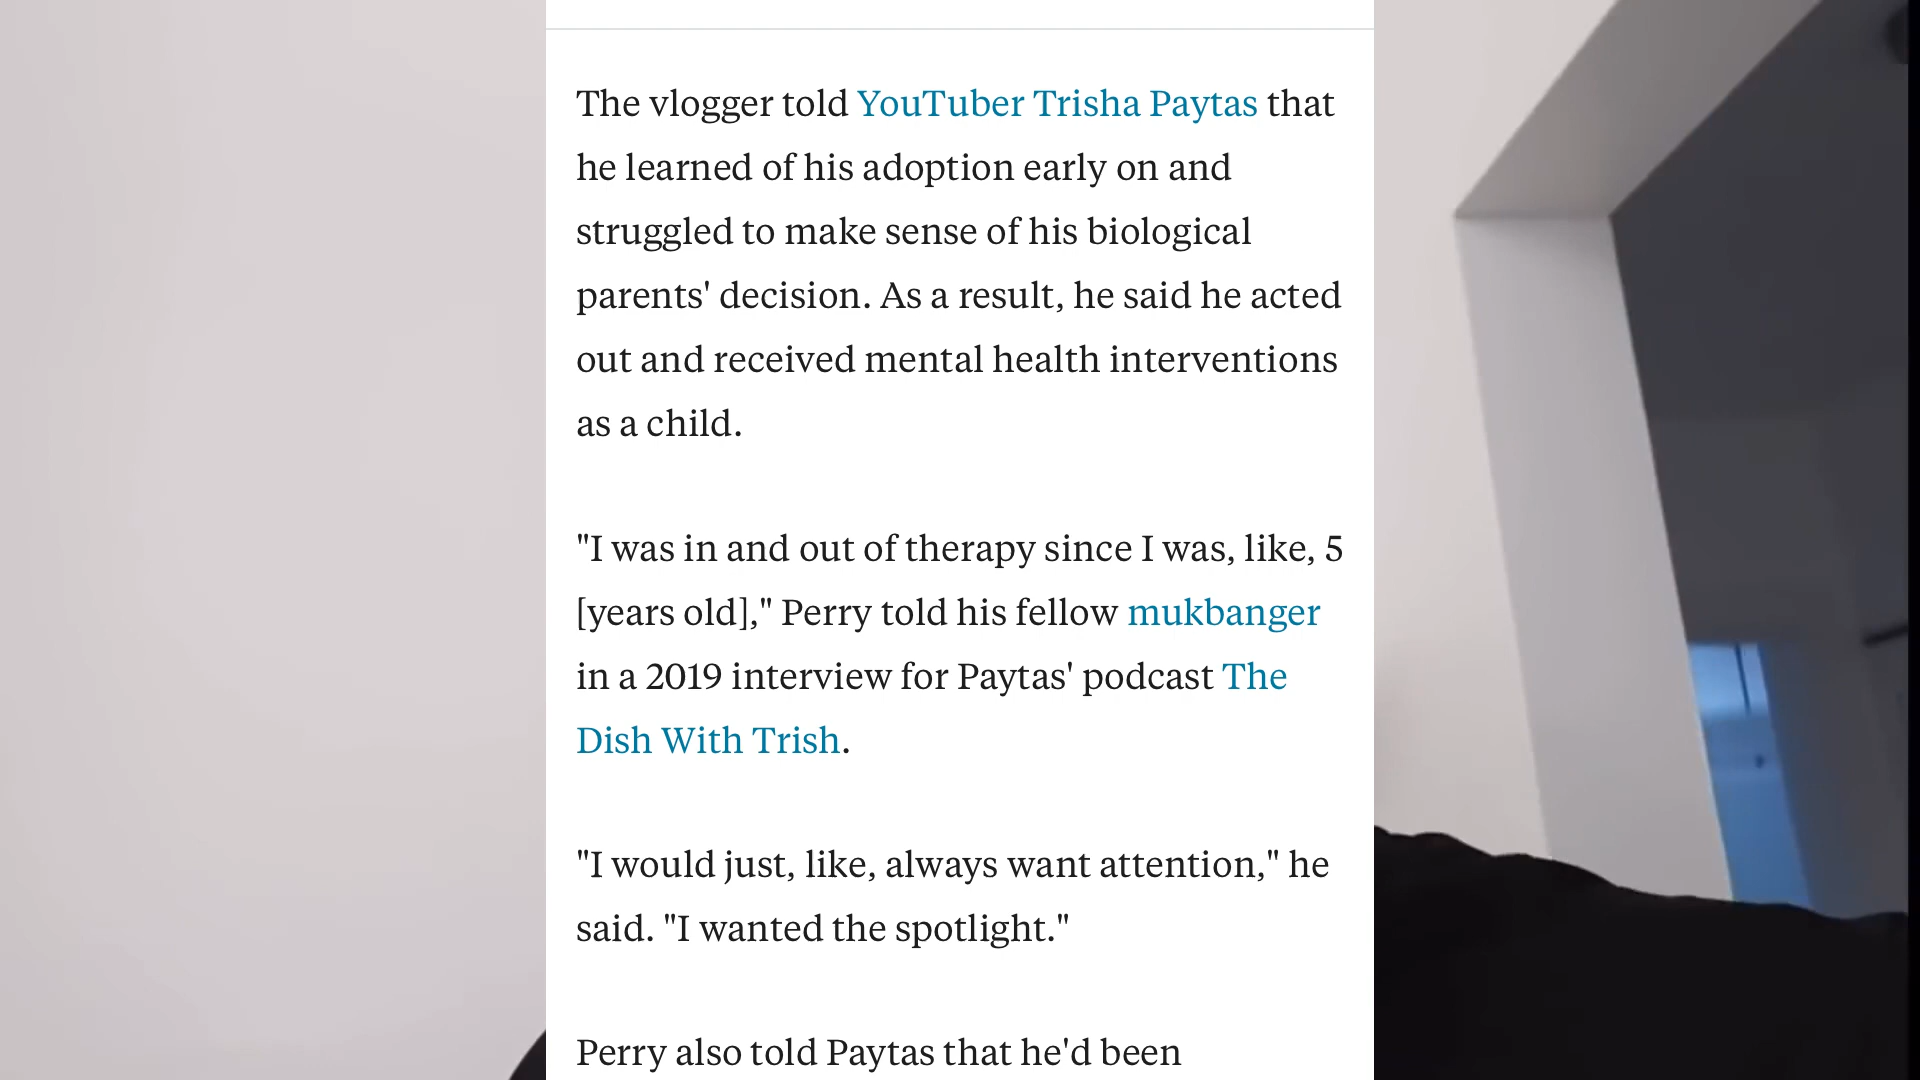 The vlogger told YouTuber Trisha Paytas that
he learned of his adoption early on and
struggled to make sense of his biological
parents' decision. As a result, he said he acted
out and received mental health interventions
as a child.
"I was in and out of therapy since I was, like, 5
[years old]," Perry told his fellow mukbanger
in a 2019 interview for Paytas' podcast The
Dish With Trish.
"I would just, like, always want attention," he
said. "I wanted the spotlight."
Perry also told Paytas that he'd been